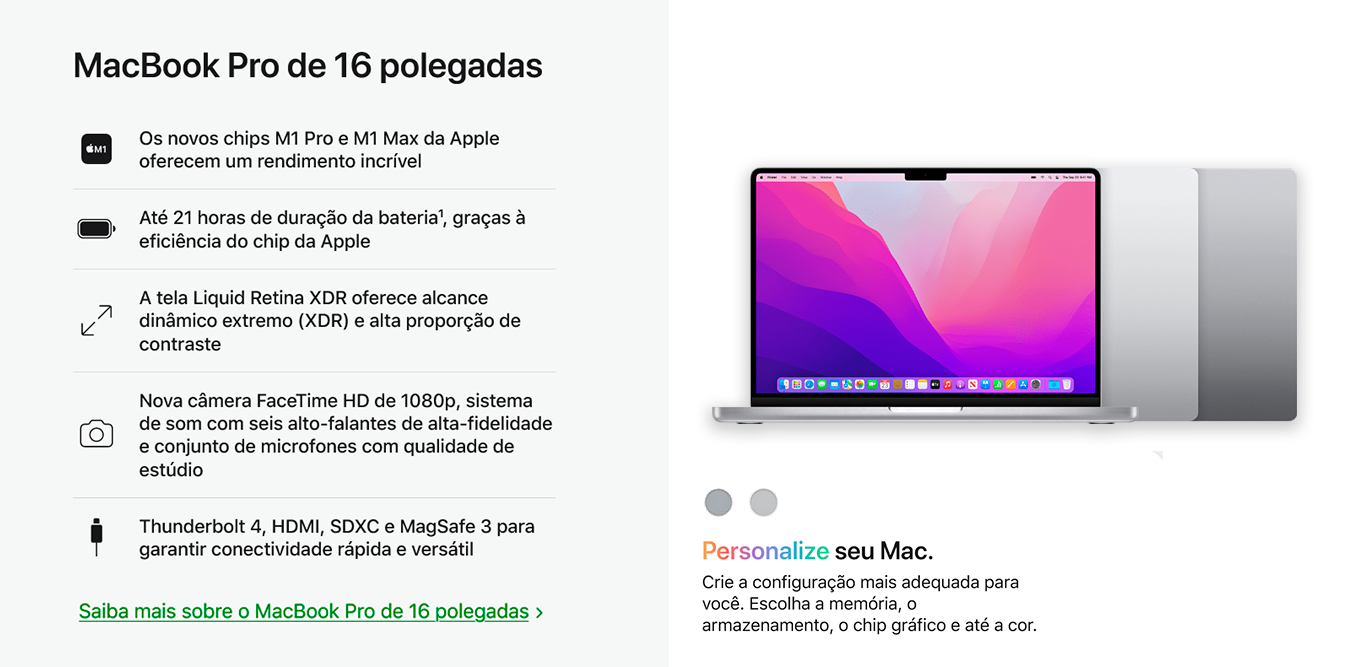 MacBook Pro de 16 polegadas
M1
Os novos chips M1 Pro e M1 Max da Apple
oferecem um rendimento incrível
Até 21 horas de duração da bateria¹, graças à
eficiência do chip da Apple
A tela Liquid Retina XDR oferece alcance
dinâmico extremo (XDR) e alta proporção de
contraste
Nova câmera FaceTime HD de 1080p, sistema
de som com seis alto-falantes de alta-fidelidade
e conjunto de microfones com qualidade de
estúdio
Thunderbolt 4, HDMI, SDXC e MagSafe 3 para
garantir conectividade rápida e versátil
Saiba mais sobre o MacBook Pro de 16 polegadas >
Personalize seu Mac.
Crie a configuração mais adequada para
você. Escolha a memória, o
armazenamento, o chip gráfico e até a cor.